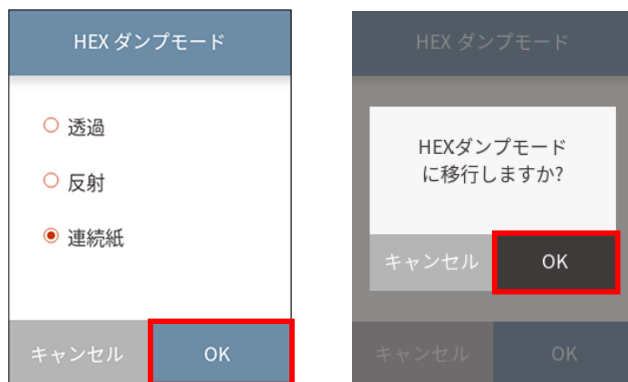 HEX ダンプモード
透過
反射
連続紙
キャンセル
OK
HEX ダンプモード
HEXダンプモード
に移行しますか?
キャンセル
OK
キャンセル
OK